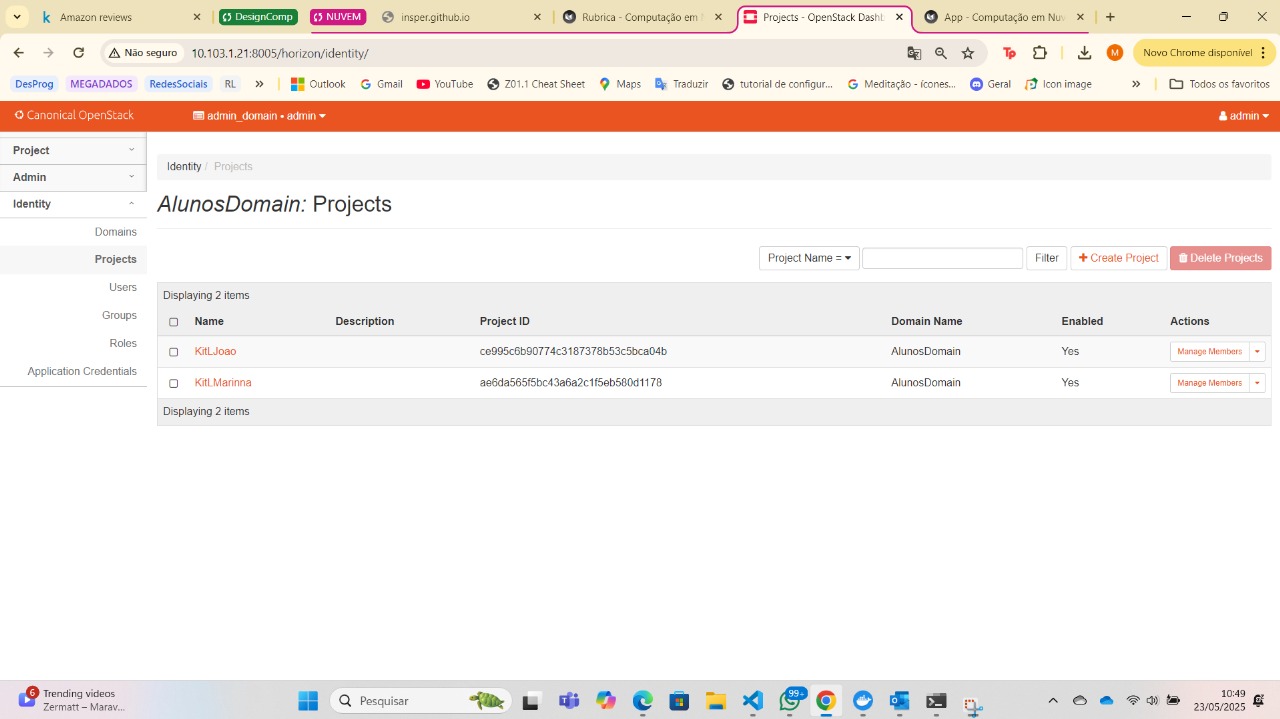 Amazon reviews
DesignComp
NUVEM
insper.github.io
Rubrica - Computação em
Projects - OpenStack Dashb
App - Computação em Nuv
Não seguro
10.103.1.21:8005/horizon/identity/
M
Novo Chrome disponível
DesProg
MEGADADOS
RedesSociais
RL
Outlook
Gmail
YouTube
Z01.1 Cheat Sheet
Maps
Traduzir
tutorial de configur...
Meditação - ícones...
Geral
Icon image
Todos os favoritos
Canonical OpenStack
admin_domain • admin
admin
Project
Admin
Identity
Domains
Projects
Users
Groups
Roles
Application Credentials
Identity / Projects
AlunosDomain: Projects
Project Name =
Filter
Create Project
Delete Projects
Displaying 2 items
Name Description Project ID Domain Name Enabled Actions
KitLJoao ce995c6b90774c3187378b53c5bca04b AlunosDomain Yes Manage Members
KitLMarinna ae6da565f5bc43a6a2c1f5eb580d1178 AlunosDomain Yes Manage Members
Displaying 2 items
6
Trending videos
Zermatt – Marav...
Pesquisar
99+
10:49
23/05/2025